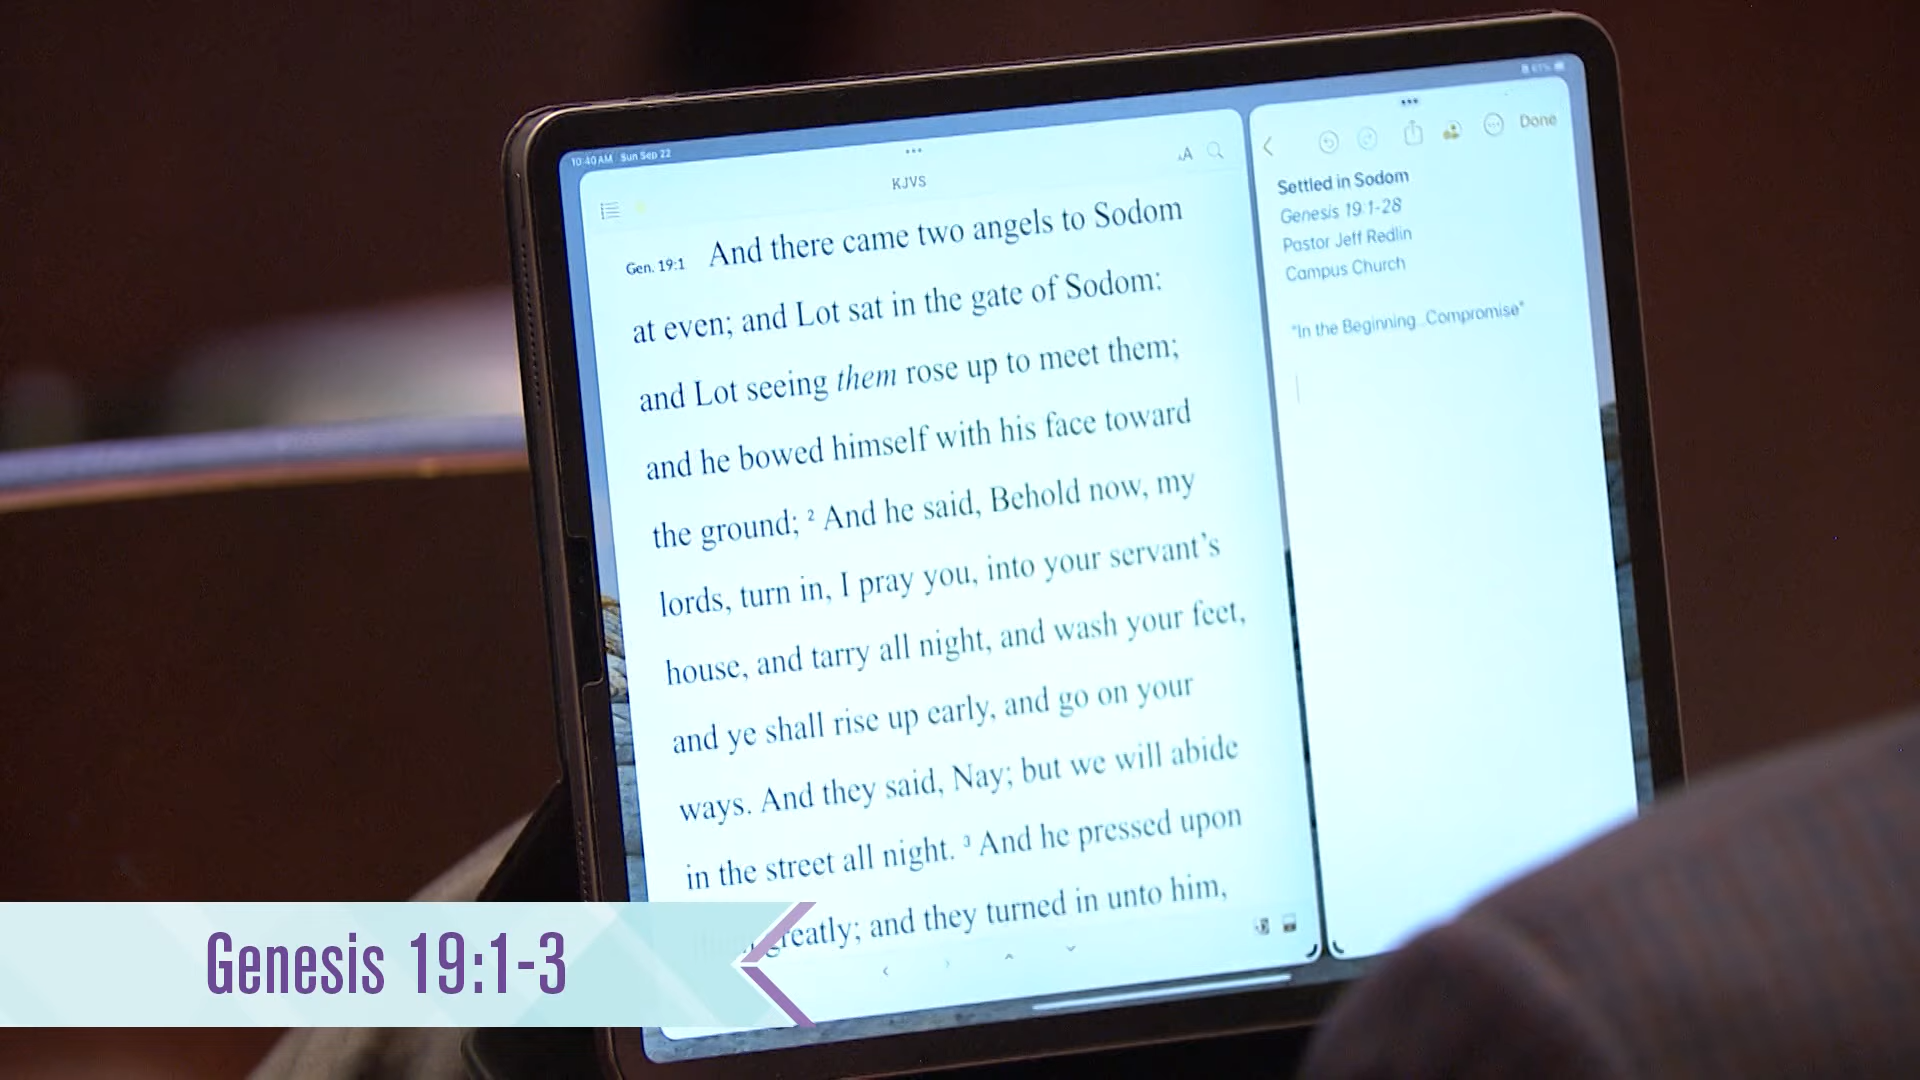 10:40 AM Sun Sep 22
61%
KJVS
AA
Gen. 19:1 And there came two angels to Sodom
at even; and Lot sat in the gate of Sodom:
and Lot seeing them rose up to meet them;
and he bowed himself with his face toward
the ground; 2 And he said, Behold now, my
lords, turn in, I pray you, into your servant's
house, and tarry all night, and wash your feet,
and ye shall rise up early, and go on your
ways. And they said, Nay; but we will abide
in the street all night. 3 And he pressed upon
greatly; and they turned in unto him,
Done
Settled in Sodom
Genesis 19:1-28
Pastor Jeff Redlin
Campus Church
"In the Beginning...Compromise"
Genesis 19:1-3